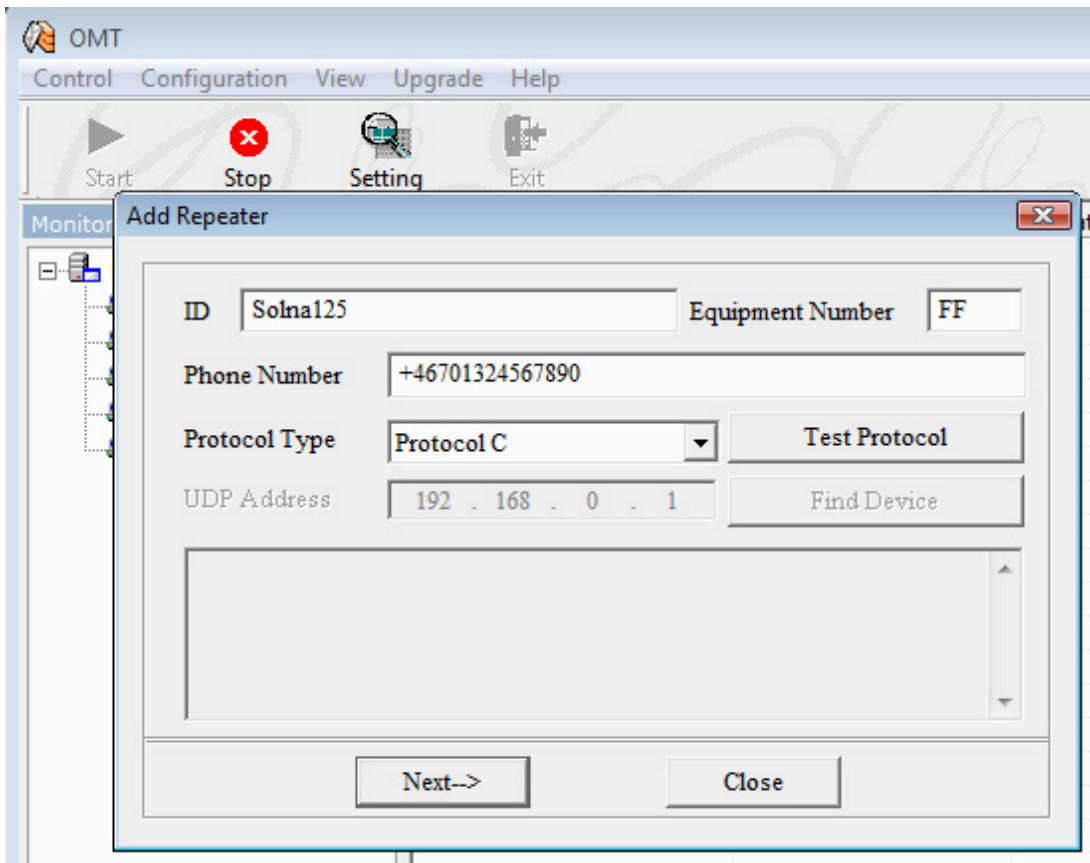 OMT
Control Configuration View Upgrade Help
Start Stop Setting Exit
Monitor
Add Repeater
ID Solna125 Equipment Number FF
Phone Number +46701324567890
Protocol Type Protocol C Test Protocol
UDP Address 192 . 168 . 0 . 1 Find Device
Next--> Close